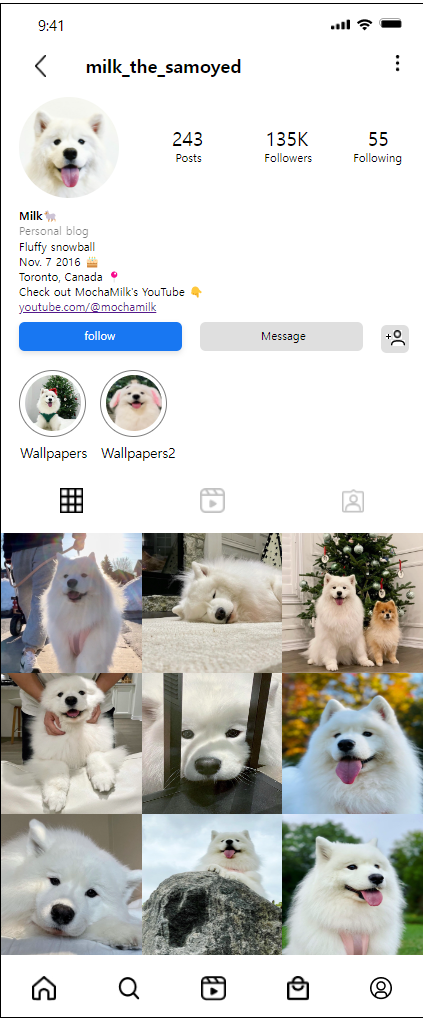 9:41
milk_the_samoyed
243
135K
55
Posts
Followers
Following
Milk🐩
Personal blog
Fluffy snowball
Nov. 7 2016 🎂
Toronto, Canada 📍
Check out MochaMilk's YouTube 👇
youtube.com/@mochamilk
follow
Message
Wallpapers
Wallpapers2